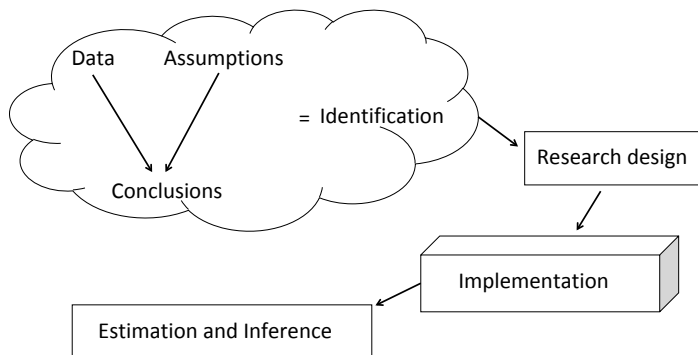 Data Assumptions
= Identification
Research design
Conclusions
Implementation
Estimation and Inference